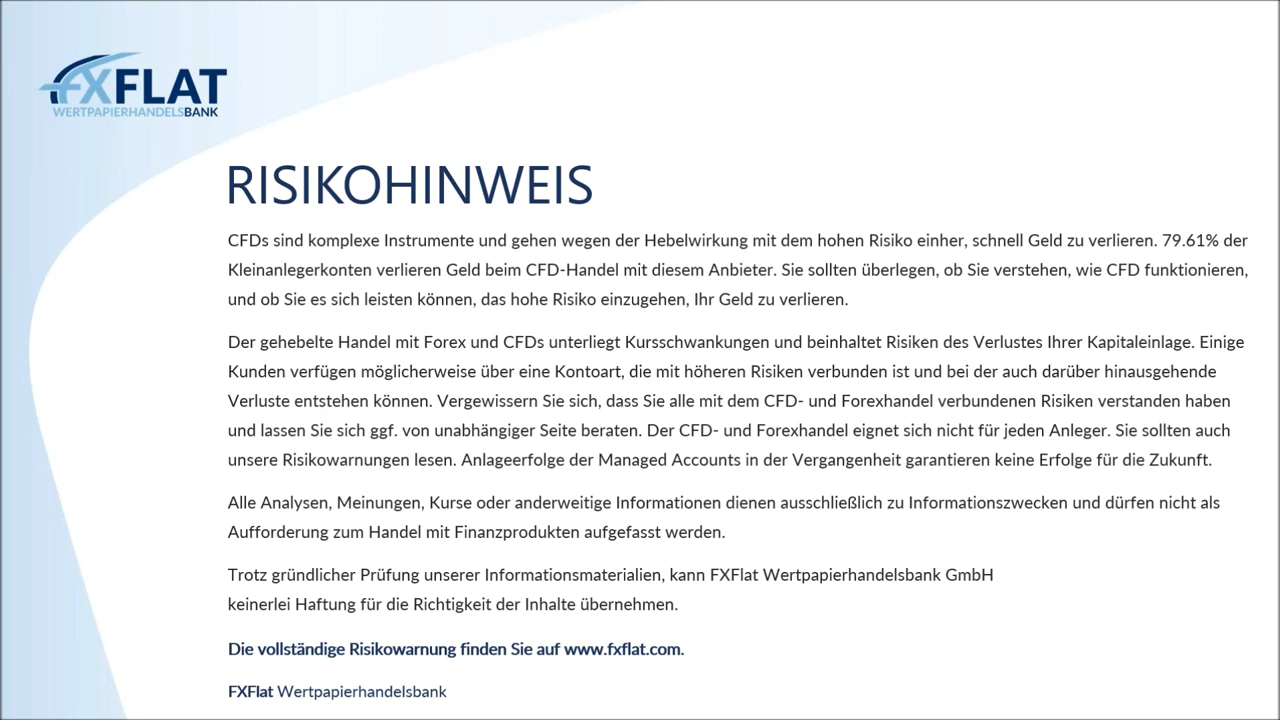 FXFLAT
WERTPAPIERHANDELSBANK
RISIKOHINWEIS
CFDs sind komplexe Instrumente und gehen wegen der Hebelwirkung mit dem hohen Risiko einher, schnell Geld zu verlieren. 79.61% der
Kleinanlegerkonten verlieren Geld beim CFD-Handel mit diesem Anbieter. Sie sollten überlegen, ob Sie verstehen, wie CFD funktionieren,
und ob Sie es sich leisten können, das hohe Risiko einzugehen, Ihr Geld zu verlieren.
Der gehebelte Handel mit Forex und CFDs unterliegt Kursschwankungen und beinhaltet Risiken des Verlustes Ihrer Kapitaleinlage. Einige
Kunden verfügen möglicherweise über eine Kontoart, die mit höheren Risiken verbunden ist und bei der auch darüber hinausgehende
Verluste entstehen können. Vergewissern Sie sich, dass Sie alle mit dem CFD- und Forexhandel verbundenen Risiken verstanden haben
und lassen Sie sich ggf. von unabhängiger Seite beraten. Der CFD- und Forexhandel eignet sich nicht für jeden Anleger. Sie sollten auch
unsere Risikowarnungen lesen. Anlageerfolge der Managed Accounts in der Vergangenheit garantieren keine Erfolge für die Zukunft.
Alle Analysen, Meinungen, Kurse oder anderweitige Informationen dienen ausschließlich zu Informationszwecken und dürfen nicht als
Aufforderung zum Handel mit Finanzprodukten aufgefasst werden.
Trotz gründlicher Prüfung unserer Informationsmaterialien, kann FXFlat Wertpapierhandelsbank GmbH
keinerlei Haftung für die Richtigkeit der Inhalte übernehmen.
Die vollständige Risikowarnung finden Sie auf www.fxflat.com.
FXFlat Wertpapierhandelsbank